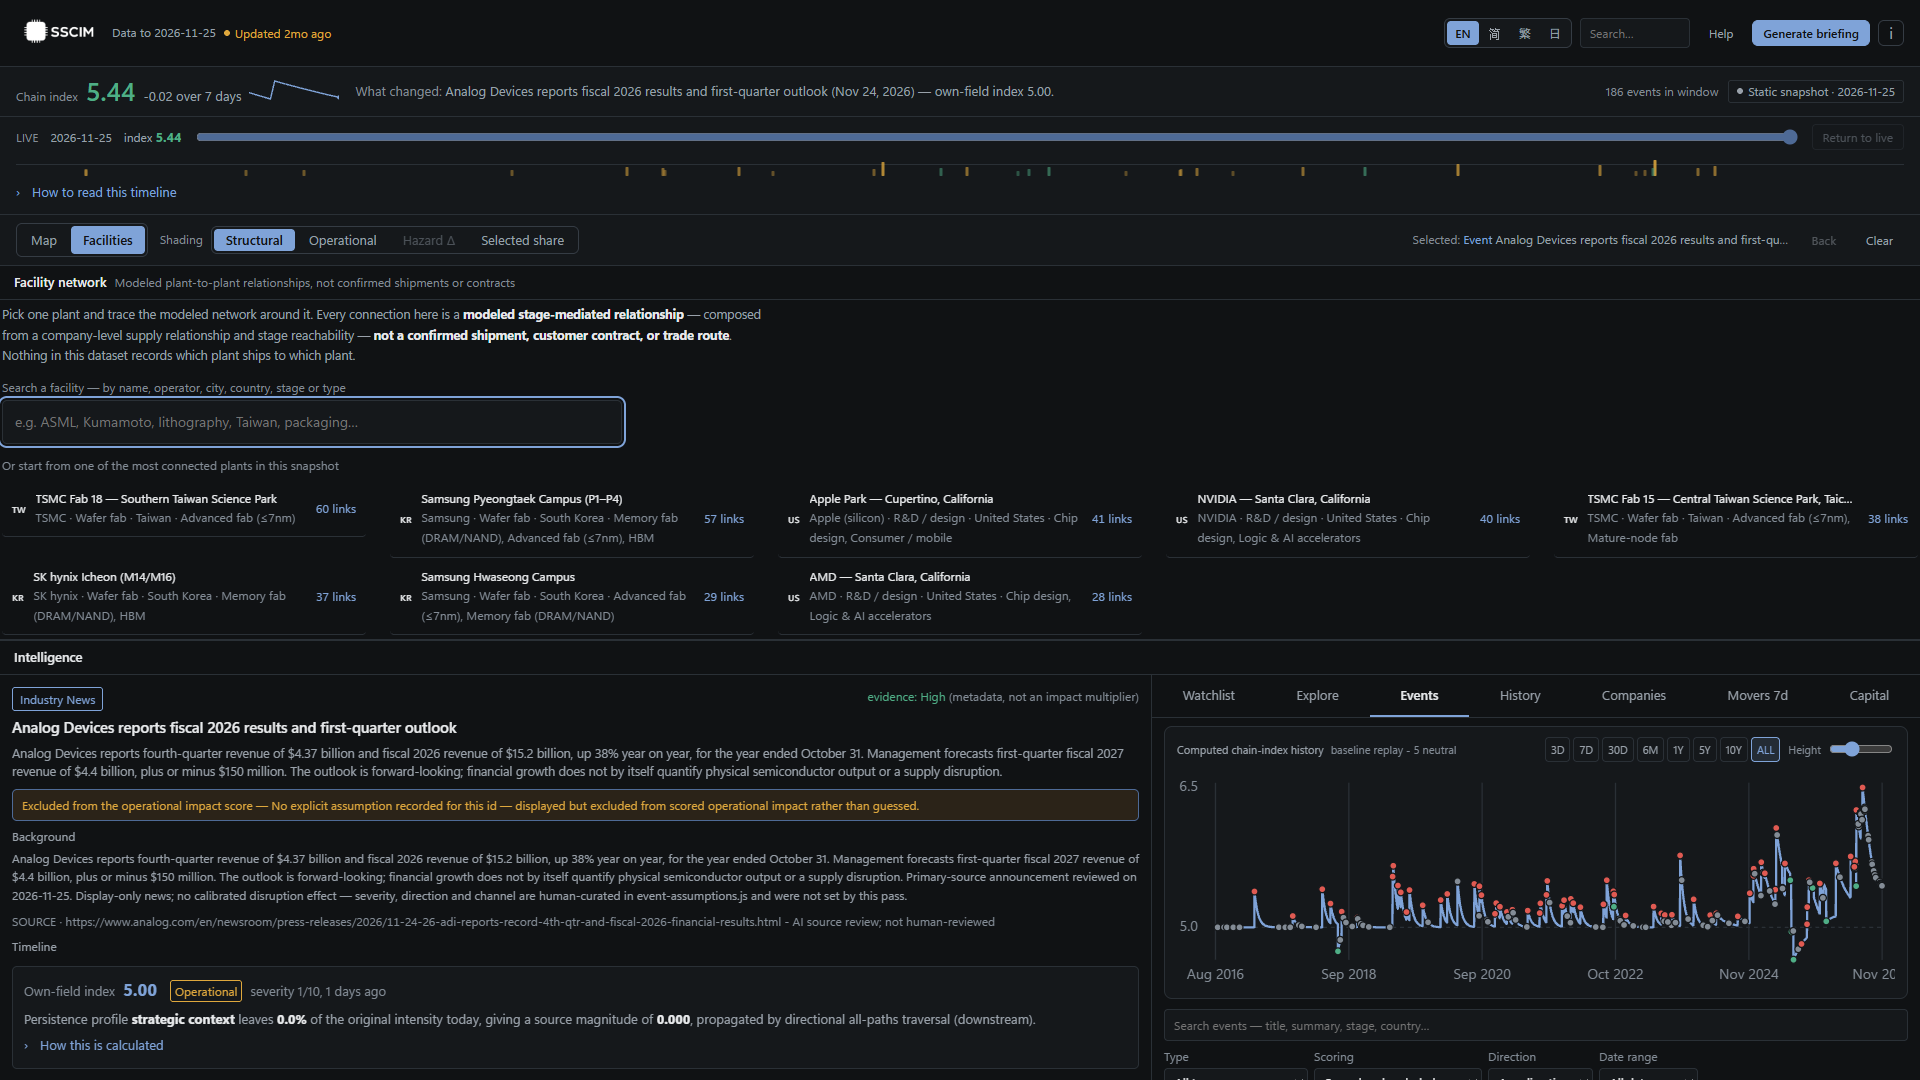 SSCIM
Data to 2026-11-25
Updated 2mo ago
EN 简 繁 日
Search...
Help
Generate briefing
i
Chain index 5.44 -0.02 over 7 days
What changed: Analog Devices reports fiscal 2026 results and first-quarter outlook (Nov 24, 2026) — own-field index 5.00.
186 events in window
Static snapshot · 2026-11-25
LIVE 2026-11-25 index 5.44
Return to live
› How to read this timeline
Map Facilities Shading Structural Operational Hazard Δ Selected share
Selected: Event Analog Devices reports fiscal 2026 results and first-qu... Back Clear
Facility network Modeled plant-to-plant relationships, not confirmed shipments or contracts
Pick one plant and trace the modeled network around it. Every connection here is a modeled stage-mediated relationship — composed
from a company-level supply relationship and stage reachability — not a confirmed shipment, customer contract, or trade route.
Nothing in this dataset records which plant ships to which plant.
Search a facility — by name, operator, city, country, stage or type
e.g. ASML, Kumamoto, lithography, Taiwan, packaging...
Or start from one of the most connected plants in this snapshot
TW
TSMC Fab 18 — Southern Taiwan Science Park
TSMC · Wafer fab · Taiwan · Advanced fab (≤7nm)
60 links
KR
Samsung Pyeongtaek Campus (P1–P4)
Samsung · Wafer fab · South Korea · Memory fab
(DRAM/NAND), Advanced fab (≤7nm), HBM
57 links
US
Apple Park — Cupertino, California
Apple (silicon) · R&D / design · United States · Chip
design, Consumer / mobile
41 links
US
NVIDIA — Santa Clara, California
NVIDIA · R&D / design · United States · Chip
design, Logic & AI accelerators
40 links
TW
TSMC Fab 15 — Central Taiwan Science Park, Taic...
TSMC · Wafer fab · Taiwan · Advanced fab (≤7nm),
Mature-node fab
38 links
KR
SK hynix Icheon (M14/M16)
SK hynix · Wafer fab · South Korea · Memory fab
(DRAM/NAND), HBM
37 links
KR
Samsung Hwaseong Campus
Samsung · Wafer fab · South Korea · Advanced fab
(≤7nm), Memory fab (DRAM/NAND)
29 links
US
AMD — Santa Clara, California
AMD · R&D / design · United States · Chip design,
Logic & AI accelerators
28 links
Intelligence
Industry News
evidence: High (metadata, not an impact multiplier)
Analog Devices reports fiscal 2026 results and first-quarter outlook
Analog Devices reports fourth-quarter revenue of $4.37 billion and fiscal 2026 revenue of $15.2 billion, up 38% year on year, for the year ended October 31. Management forecasts first-quarter fiscal 2027
revenue of $4.4 billion, plus or minus $150 million. The outlook is forward-looking; financial growth does not by itself quantify physical semiconductor output or a supply disruption.
Excluded from the operational impact score — No explicit assumption recorded for this id — displayed but excluded from scored operational impact rather than guessed.
Background
Analog Devices reports fourth-quarter revenue of $4.37 billion and fiscal 2026 revenue of $15.2 billion, up 38% year on year, for the year ended October 31. Management forecasts first-quarter fiscal 2027 revenue of
$4.4 billion, plus or minus $150 million. The outlook is forward-looking; financial growth does not by itself quantify physical semiconductor output or a supply disruption. Primary-source announcement reviewed on
2026-11-25. Display-only news; no calibrated disruption effect — severity, direction and channel are human-curated in event-assumptions.js and were not set by this pass.
SOURCE · https://www.analog.com/en/newsroom/press-releases/2026/11-24-26-adi-reports-record-4th-qtr-and-fiscal-2026-financial-results.html - AI source review; not human-reviewed
Timeline
Own-field index 5.00 Operational severity 1/10, 1 days ago
Persistence profile strategic context leaves 0.0% of the original intensity today, giving a source magnitude of 0.000, propagated by directional all-paths traversal (downstream).
› How this is calculated
Watchlist Explore Events History Companies Movers 7d Capital
Computed chain-index history baseline replay - 5 neutral
3D 7D 30D 6M 1Y 5Y 10Y ALL Height
6.5
5.0
Aug 2016 Sep 2018 Sep 2020 Oct 2022 Nov 2024 Nov 20
Search events — title, summary, stage, country...
Type Scoring Direction Date range